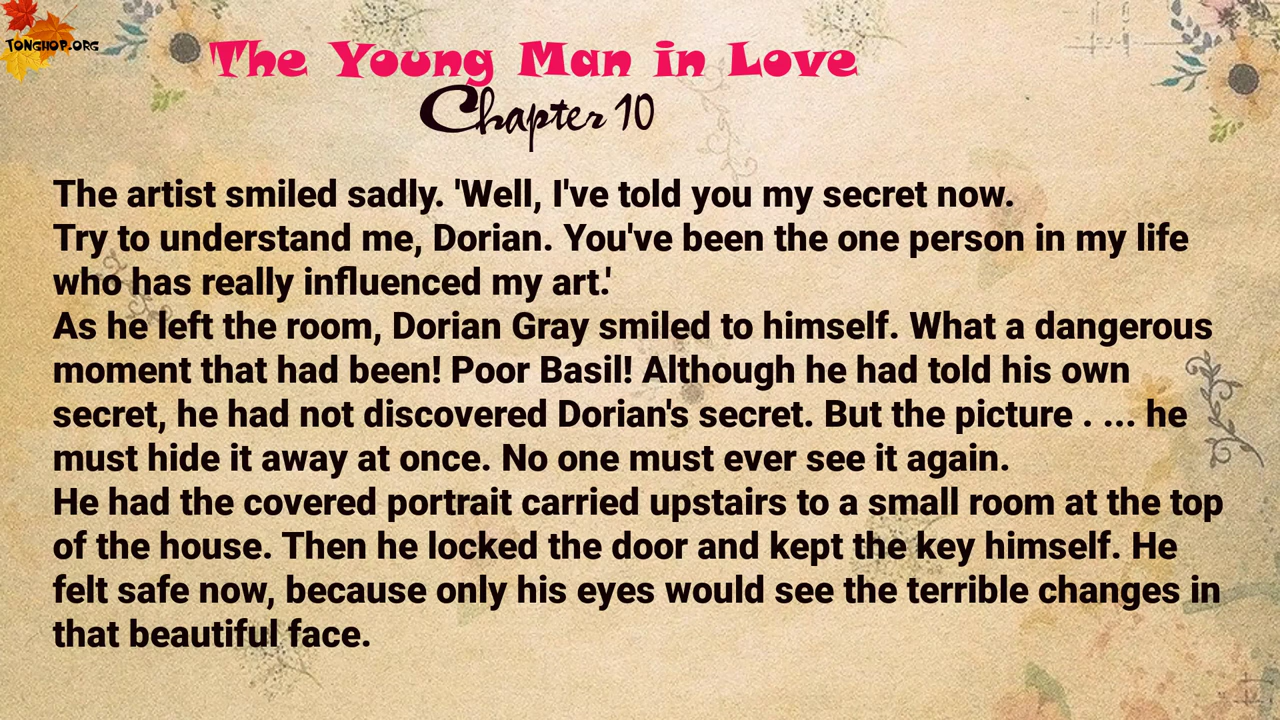 TONGHOP.ORG
The Young Man in Love
Chapter 10
The artist smiled sadly. 'Well, I've told you my secret now.
Try to understand me, Dorian. You've been the one person in my life
who has really influenced my art.'
As he left the room, Dorian Gray smiled to himself. What a dangerous
moment that had been! Poor Basil! Although he had told his own
secret, he had not discovered Dorian's secret. But the picture . ... he
must hide it away at once. No one must ever see it again.
He had the covered portrait carried upstairs to a small room at the top
of the house. Then he locked the door and kept the key himself. He
felt safe now, because only his eyes would see the terrible changes in
that beautiful face.